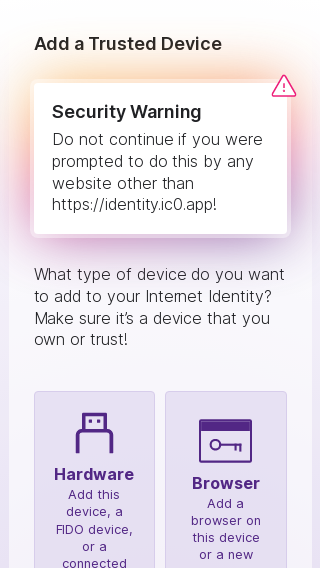 Add a Trusted Device
Security Warning
Do not continue if you were
prompted to do this by any
website other than
https://identity.ic0.app!
What type of device do you want
to add to your Internet Identity?
Make sure it’s a device that you
own or trust!
Hardware
Add this
device, a
FIDO device,
or a
connected
Browser
Add a
browser on
this device
or a new